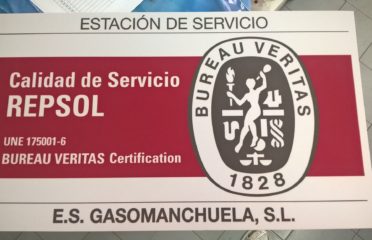 ESTACIÓN DE SERVICIO
Calidad de Servicio
REPSOL
UNE 175001-6
BUREAU VERITAS Certification
BUREAU VERITAS
1828
E.S. GASOMANCHUELA, S.L.